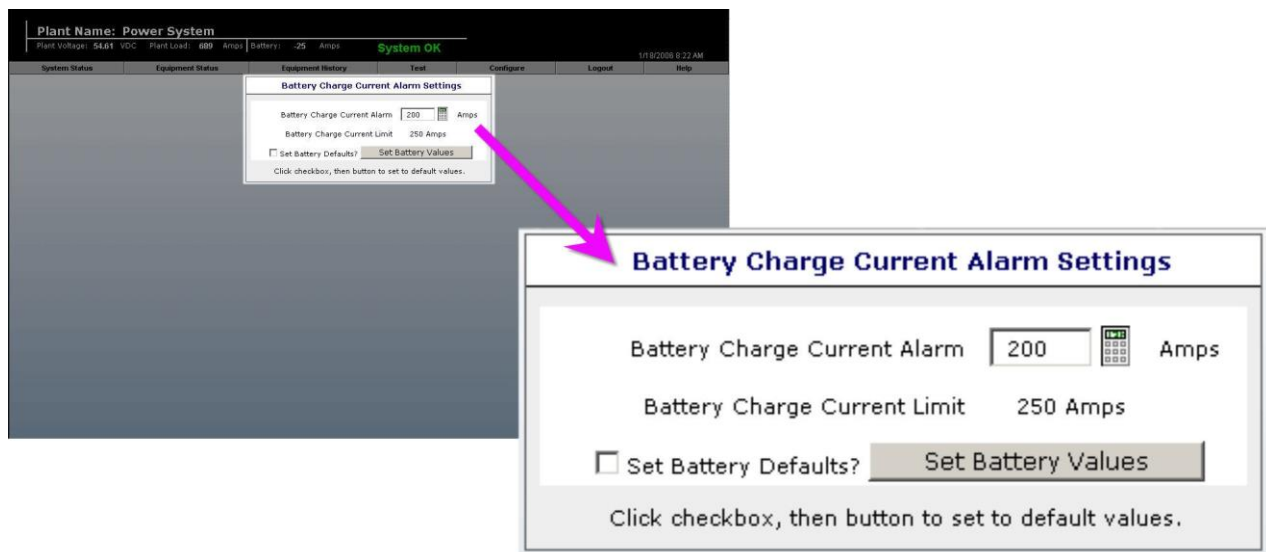 Plant Name: Power System
Plant Voltage: 54.61 VDC Plant Load: 609 Amps Battery: -25 Amps System OK
1/18/2006 8:22 AM
System Status Equipment Status Equipment History Test Configure Logout Help
Battery Charge Current Alarm Settings
Battery Charge Current Alarm 200 Amps
Battery Charge Current Limit 250 Amps
Set Battery Defaults? Set Battery Values
Click checkbox, then button to set to default values.
Battery Charge Current Alarm Settings
Battery Charge Current Alarm 200 Amps
Battery Charge Current Limit 250 Amps
Set Battery Defaults? Set Battery Values
Click checkbox, then button to set to default values.